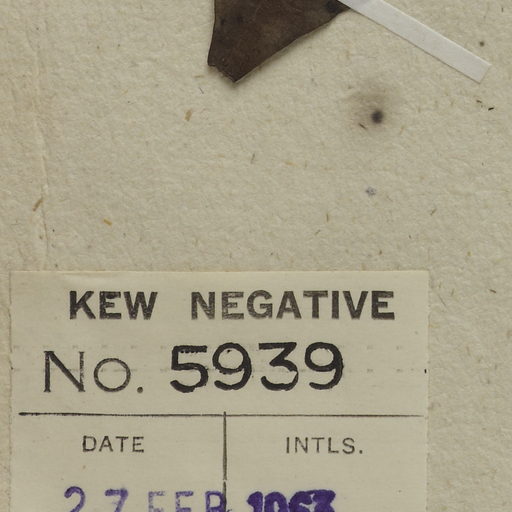 KEW NEGATIVE
No. 5939
DATE INTLS.
27 FEB 1963